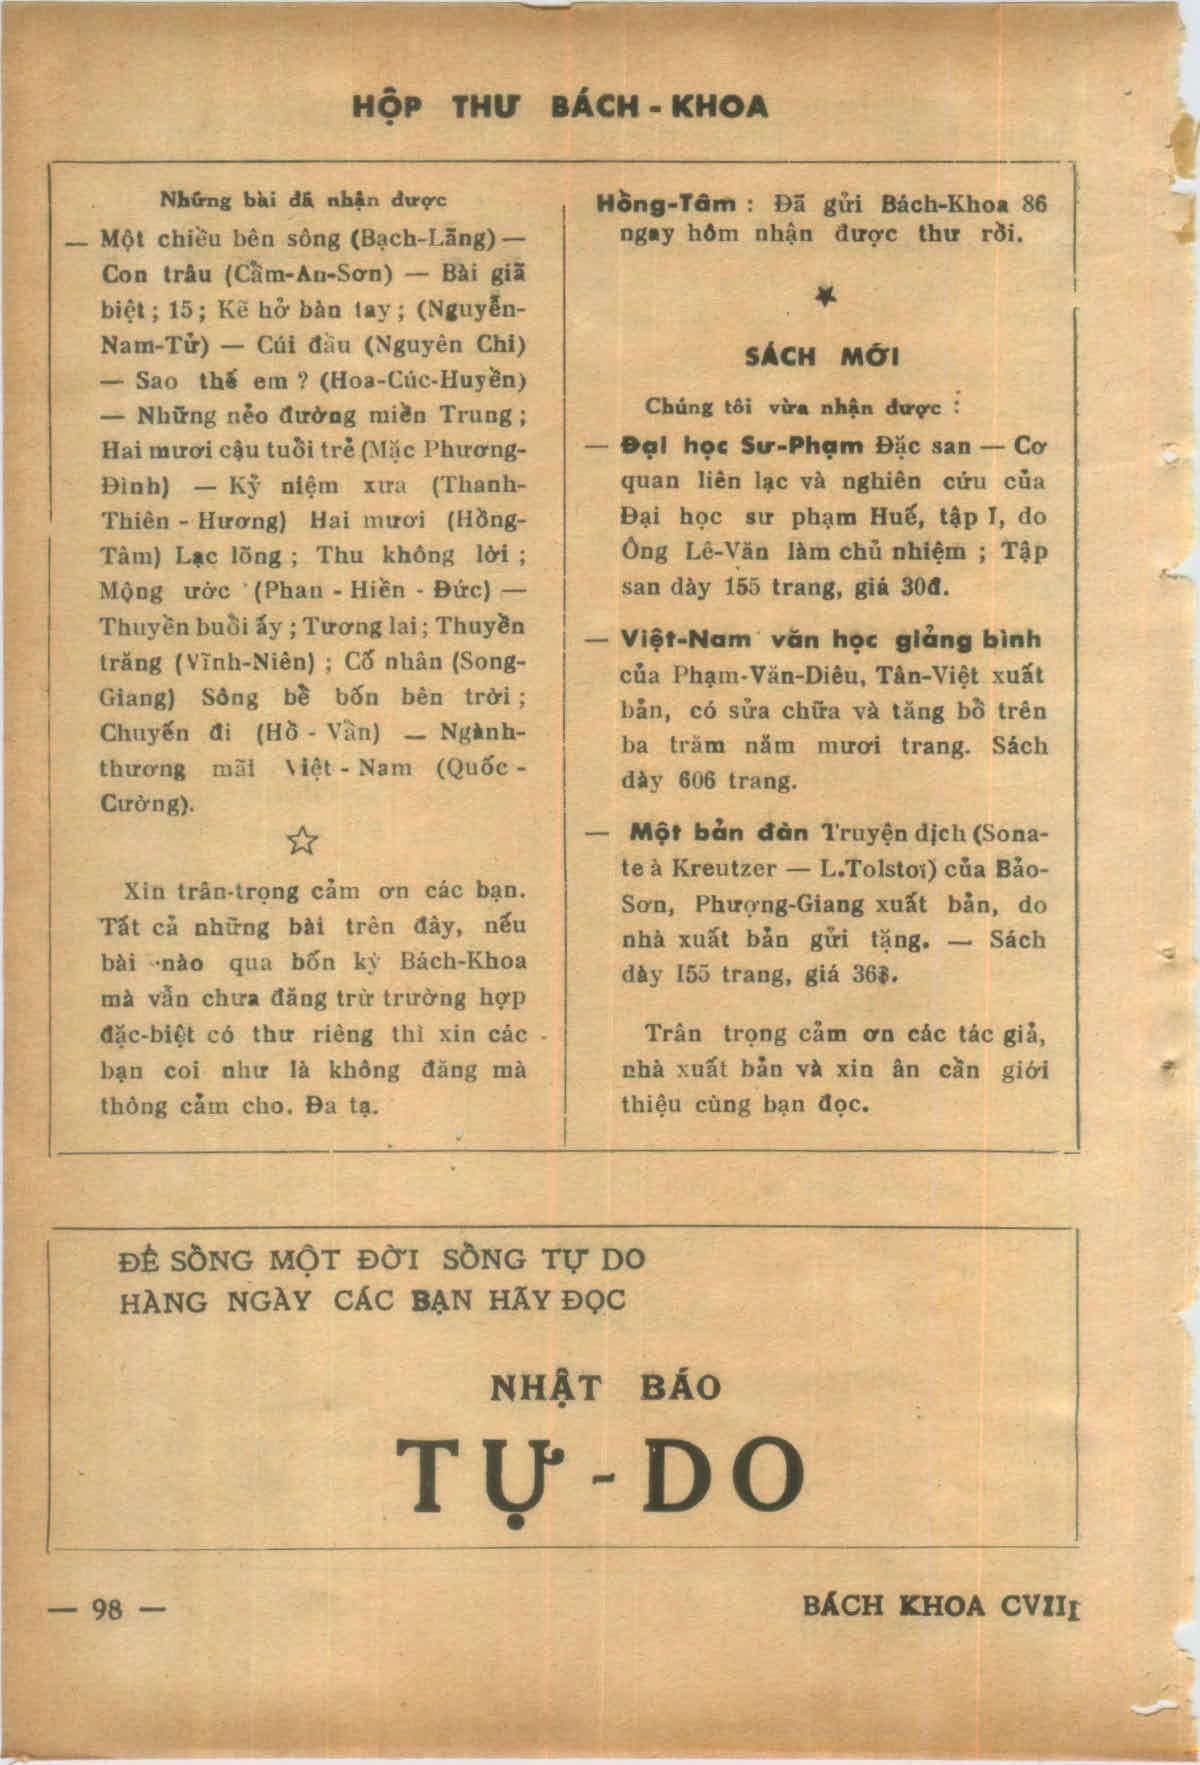 HỘP THƯ BÁCH - KHOA
Những bài đã nhận được
— Một chiều bên sông (Bạch-Lãng) —
Con trâu (Cẩm-An-Sơn) — Bài giã
biệt ; 15 ; Kẽ hở bàn tay ; (Nguyễn-
Nam-Tử) — Cúi đầu (Nguyên Chi)
— Sao thế em ? (Hoa-Cúc-Huyền)
— Những nẻo đường miền Trung ;
Hai mươi cậu tuổi trẻ (Mặc Phương-
Đình) — Kỷ niệm xưa (Thanh-
Thiên - Hương) Hai mươi (Hồng-
Tâm) Lạc lõng ; Thu không lời ;
Mộng ước (Phan - Hiền - Đức) —
Thuyền buồi ấy ; Tương lai ; Thuyền
trăng (Vĩnh-Niên) ; Cố nhân (Song-
Giang) Sông bể bốn bên trời ;
Chuyến đi (Hồ - Vần) — Ngành-
thương mãi Việt - Nam (Quốc -
Cường).
Xin trân-trọng cảm ơn các bạn.
Tất cả những bài trên đây, nếu
bài nào qua bốn kỳ Bách-Khoa
mà vẫn chưa đăng trừ trường hợp
đặc-biệt có thư riêng thì xin các
bạn coi như là không đăng mà
thông cảm cho. Đa tạ.
Hồng-Tâm : Đã gửi Bách-Khoa 86
ngay hôm nhận được thư rồi.
SÁCH MỚI
Chúng tôi vừa nhận được :
— Đại học Sư-Phạm Đặc san — Cơ
quan liên lạc và nghiên cứu của
Đại học sư phạm Huế, tập I, do
Ông Lê-Văn làm chủ nhiệm ; Tập
san dày 155 trang, giá 30đ.
— Việt-Nam văn học giảng bình
của Phạm-Văn-Diêu, Tân-Việt xuất
bản, có sửa chữa và tăng bổ trên
ba trăm năm mươi trang. Sách
dày 606 trang.
— Một bản đàn Truyện dịch (Sona-
te à Kreutzer — L.Tolstoï) của Bảo-
Sơn, Phượng-Giang xuất bản, do
nhà xuất bản gửi tặng. — Sách
dày 155 trang, giá 36$.
Trân trọng cảm ơn các tác giả,
nhà xuất bản và xin ân cần giới
thiệu cùng bạn đọc.
ĐỂ SỐNG MỘT ĐỜI SỐNG TỰ DO
HÀNG NGÀY CÁC BẠN HÃY ĐỌC
NHẬT BÁO
TỰ - DO
— 98 —
BÁCH KHOA CVIII